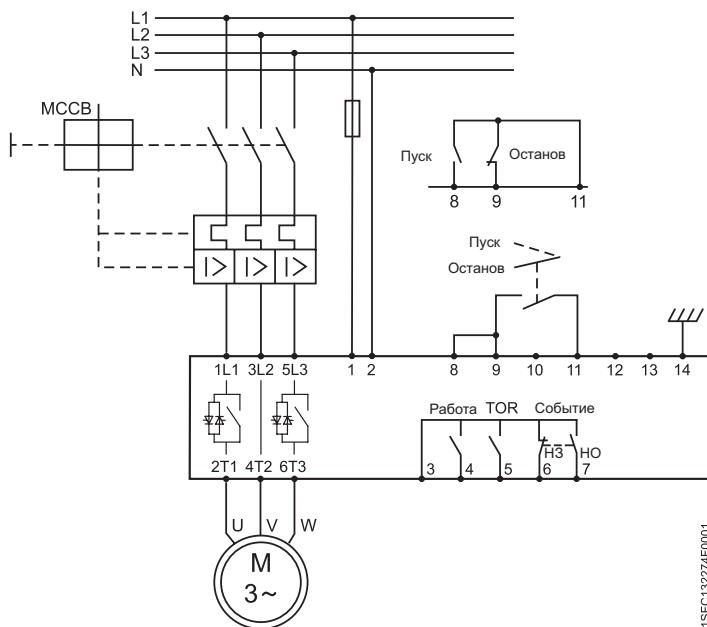 L1
L2
L3
N
MCCB
Пуск
Останов
8 9 11
Пуск
Останов
I> I> I>
1L1 3L2 5L3 1 2 8 9 10 11 12 13 14
Работа TOR Событие
НЗ НО
2T1 4T2 6T3 3 4 5 6 7
U V W
M
3~
1SFC132274F0001